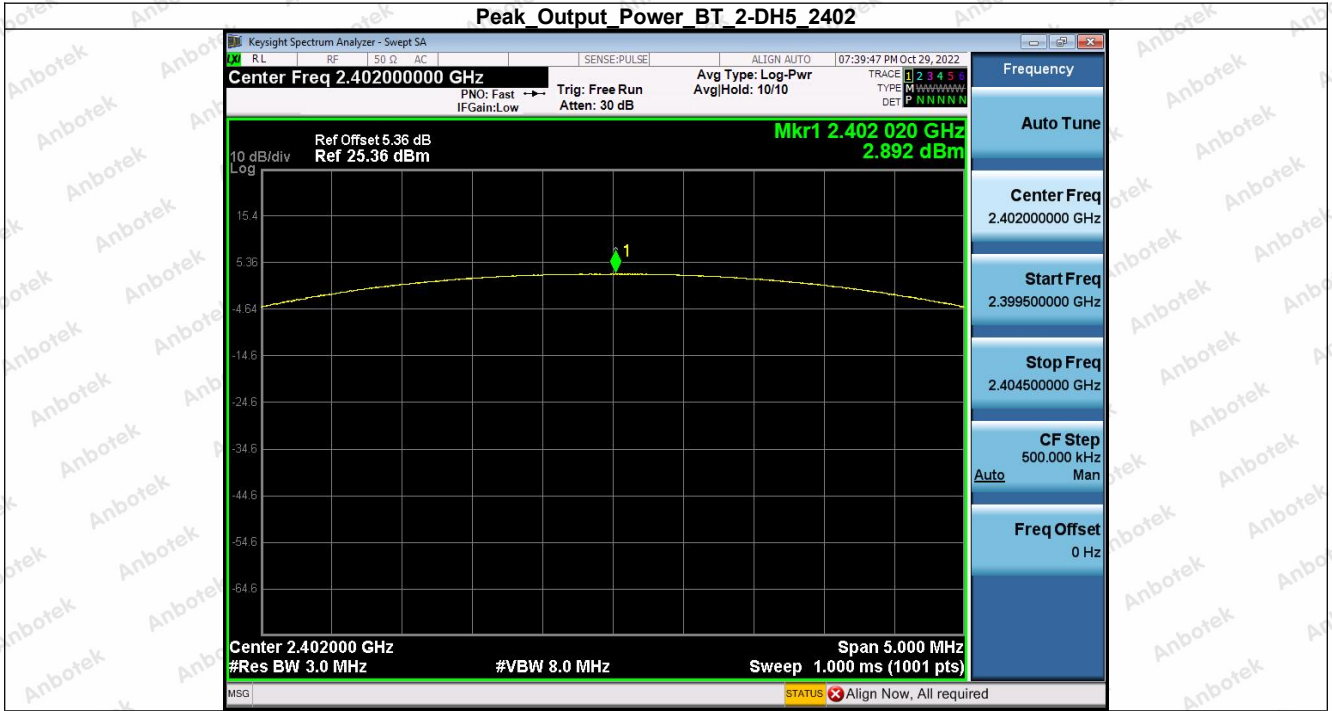 Peak_Output_Power_BT_2-DH5_2402
Keysight Spectrum Analyzer - Swept SA
LXI RL RF 50 Ω AC SENSE:PULSE ALIGN AUTO 07:39:47 PM Oct 29, 2022
Center Freq 2.402000000 GHz
PNO: Fast
IFGain:Low
Trig: Free Run
Atten: 30 dB
Avg Type: Log-Pwr
Avg|Hold: 10/10
TRACE 1 2 3 4 5 6
TYPE M WWWWW
DET P N N N N N
Ref Offset 5.36 dB
10 dB/div Ref 25.36 dBm
Log
Mkr1 2.402 020 GHz
2.892 dBm
15.4
5.36
-4.64
-14.6
-24.6
-34.6
-44.6
-54.6
-64.6
1
Center 2.402000 GHz
Span 5.000 MHz
#Res BW 3.0 MHz
#VBW 8.0 MHz
Sweep 1.000 ms (1001 pts)
MSG
STATUS Align Now, All required
Frequency
Auto Tune
Center Freq
2.402000000 GHz
Start Freq
2.399500000 GHz
Stop Freq
2.404500000 GHz
CF Step
500.000 kHz
Auto Man
Freq Offset
0 Hz
Anbotek